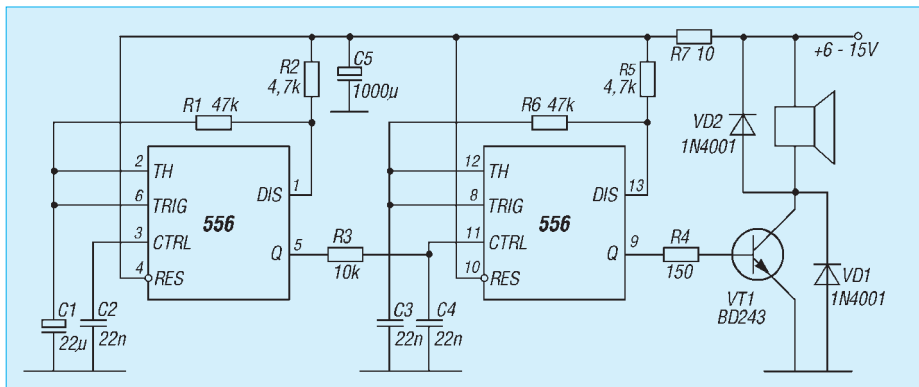 R7 10
+6 - 15V
R2
4,7k
C5
1000µ
R5
4,7k
R1 47k
R6 47k
VD2
1N4001
2
TH
6
TRIG
3
CTRL
4
RES
DIS
1
556
Q
5
R3
10k
12
TH
8
TRIG
11
CTRL
10
RES
DIS
13
556
Q
9
R4
150
VT1
BD243
VD1
1N4001
C1
22µ
C2
22n
C3
22n
C4
22n